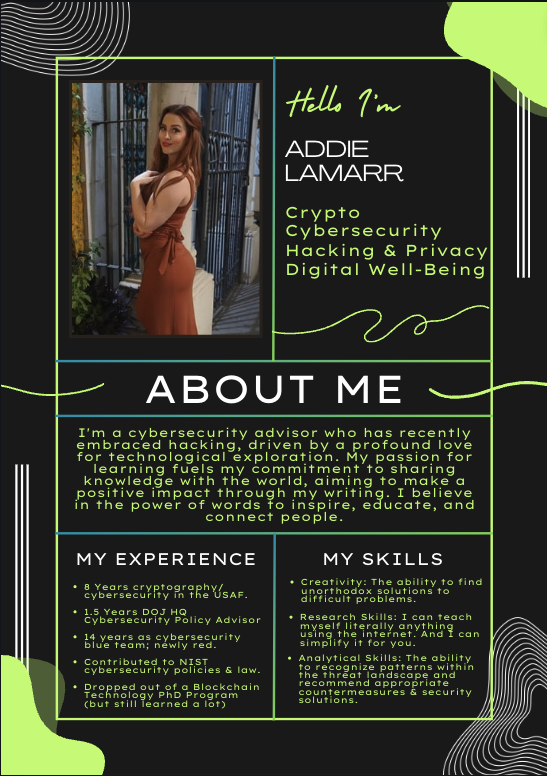 Hello I'm
ADDIE
LAMARR
Crypto
Cybersecurity
Hacking & Privacy
Digital Well-Being
ABOUT ME
I'm a cybersecurity advisor who has recently
embraced hacking, driven by a profound love
for technological exploration. My passion for
learning fuels my commitment to sharing
knowledge with the world, aiming to make a
positive impact through my writing. I believe
in the power of words to inspire, educate, and
connect people.
MY EXPERIENCE
• 8 Years cryptography/
cybersecurity in the USAF.
• 1.5 Years DOJ HQ
Cybersecurity Policy Advisor
• 14 years as cybersecurity
blue team; newly red.
• Contributed to NIST
cybersecurity policies & law.
• Dropped out of a Blockchain
Technology PhD Program
(but still learned a lot)
MY SKILLS
• Creativity: The ability to find
unorthodox solutions to
difficult problems.
• Research Skills: I can teach
myself literally anything
using the internet. And I can
simplify it for you.
• Analytical Skills: The ability
to recognize patterns within
the threat landscape and
recommend appropriate
countermeasures & security
solutions.